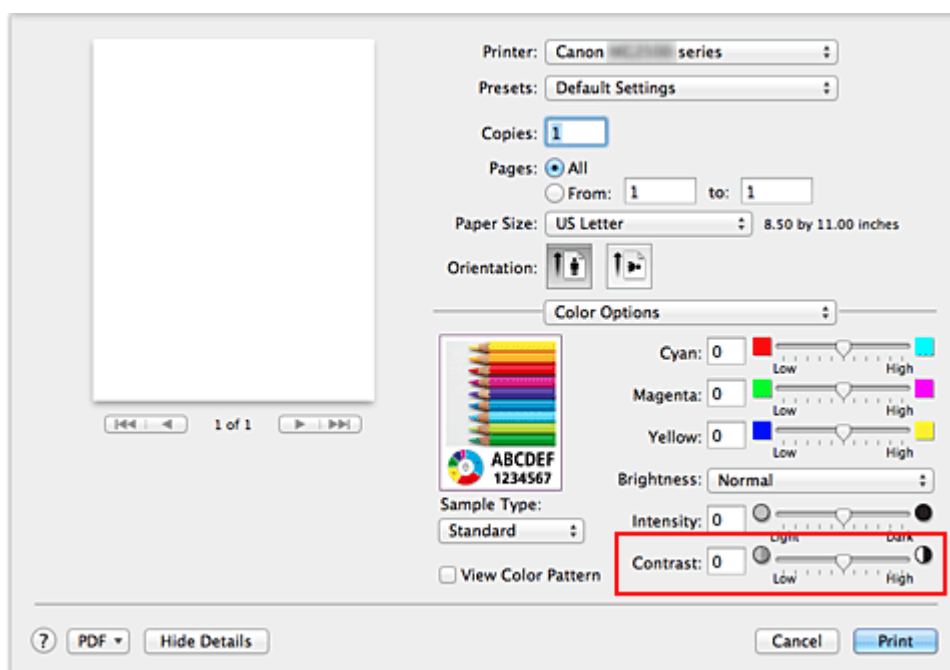 Printer: Canon series
Presets: Default Settings
Copies: 1
Pages: All
From: 1 to: 1
Paper Size: US Letter 8.50 by 11.00 inches
Orientation:
Color Options
1 of 1
ABCDEF
1234567
Sample Type:
Standard
View Color Pattern
Cyan: 0
Low High
Magenta: 0
Low High
Yellow: 0
Low High
Brightness: Normal
Intensity: 0
Light Dark
Contrast: 0
Low High
? PDF Hide Details Cancel Print